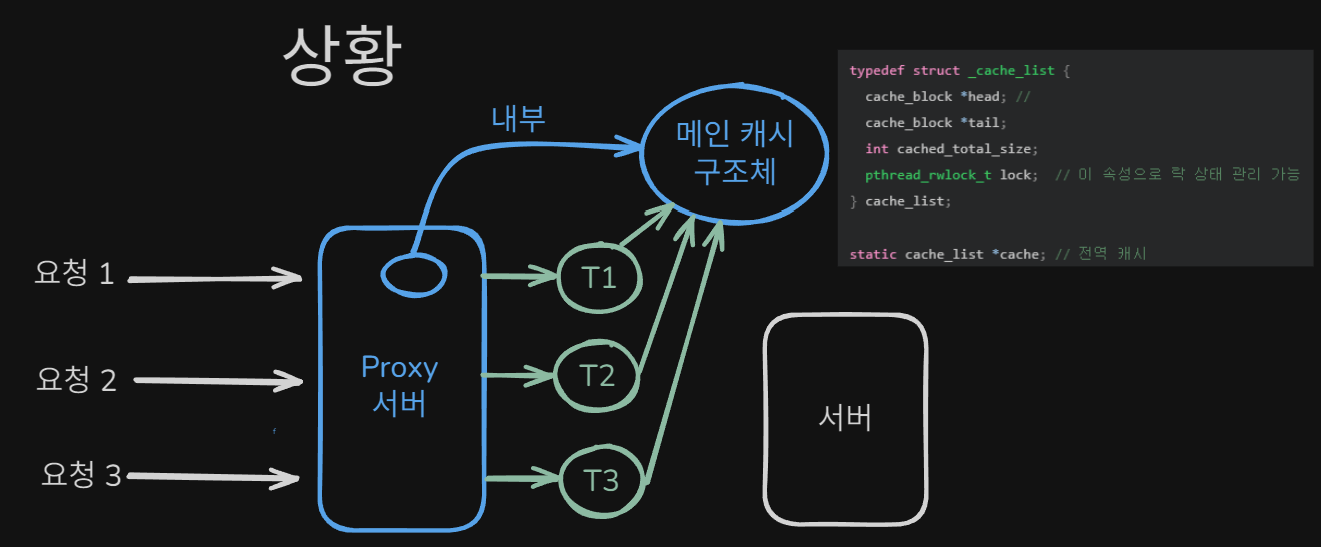 상황
내부
메인 캐시
구조체
typedef struct _cache_list {
cache_block *head; //
cache_block *tail;
int cached_total_size;
pthread_rwlock_t lock; // 이 속성으로 락 상태 관리 가능
} cache_list;
static cache_list *cache; // 전역 캐시
요청 1
T1
요청 2
Proxy
서버
T2
서버
요청 3
T3